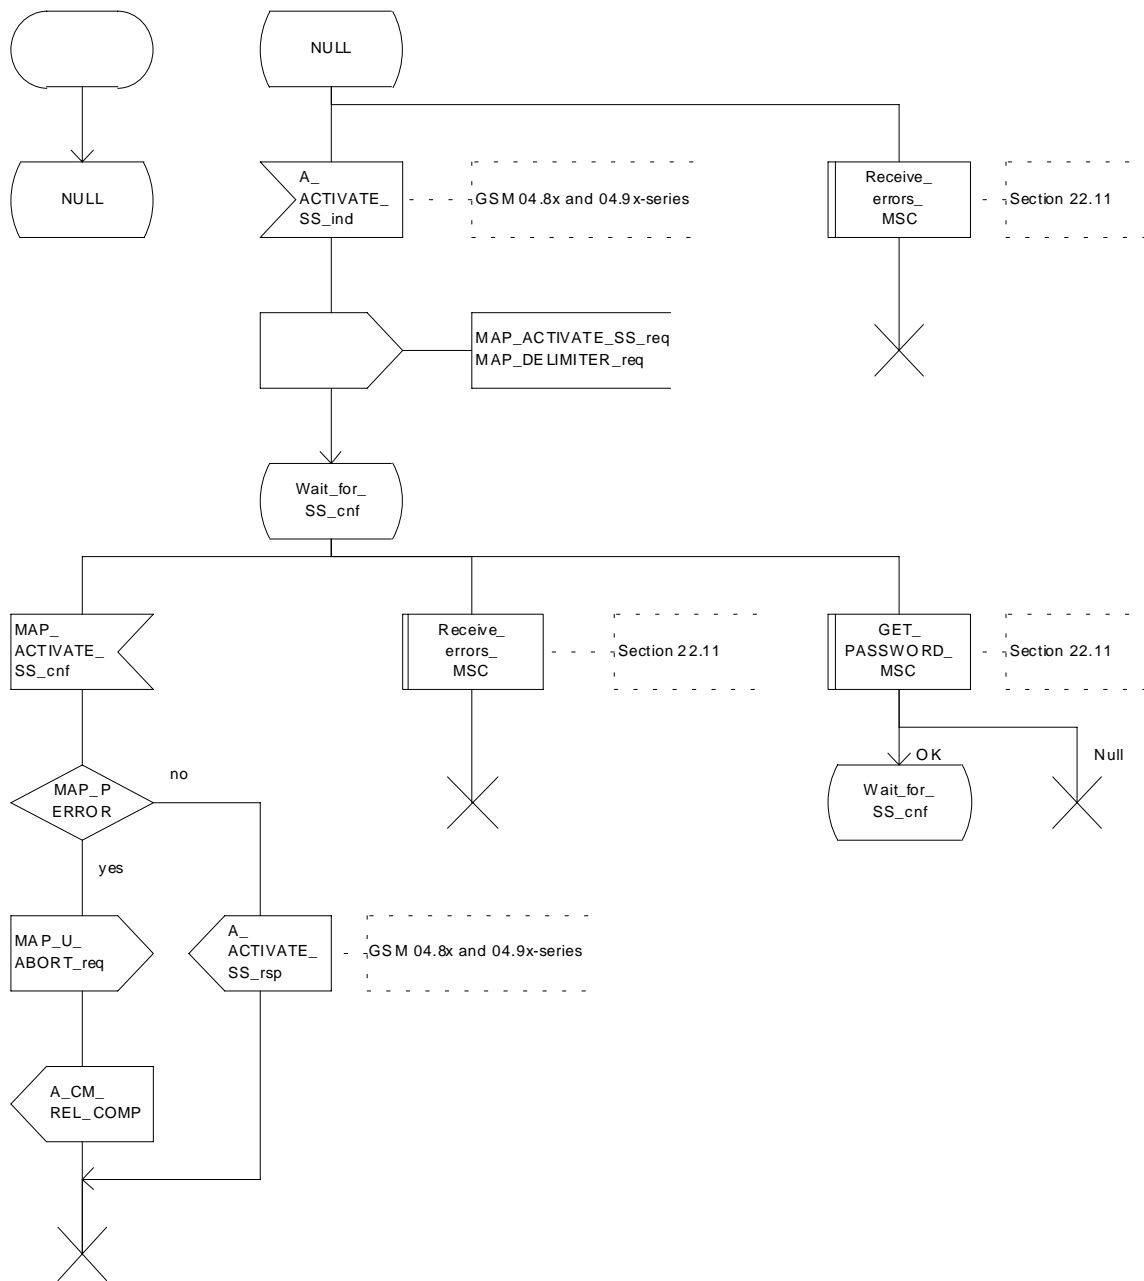 NULL
NULL
A_
ACTIVATE_
SS_ind
GSM 04.8x and 04.9x-series
Receive_
errors_
MSC
Section 22.11
MAP_ACTIVATE_SS_req
MAP_DELIMITER_req
Wait_for_
SS_cnf
MAP_
ACTIVATE_
SS_cnf
Receive_
errors_
MSC
Section 22.11
GET_
PASSWORD_
MSC
Section 22.11
OK
Null
Wait_for_
SS_cnf
MAP_P
ERROR
no
yes
MAP_U_
ABORT_req
A_
ACTIVATE_
SS_rsp
GSM 04.8x and 04.9x-series
A_CM_
REL_COMP